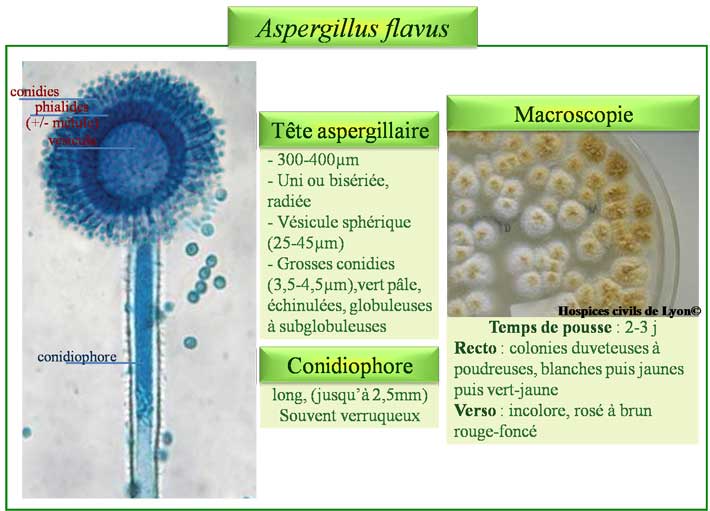 Aspergillus flavus
conidies
phialides
(+/- métule)
vésicule
conidiophore
Tête aspergillaire
- 300-400µm
- Uni ou bisériée,
radiée
- Vésicule sphérique
(25-45µm)
- Grosses conidies
(3,5-4,5µm),vert pâle,
échinulées, globuleuses
à subglobuleuses
Conidiophore
long, (jusqu'à 2,5mm)
Souvent verruqueux
Macroscopie
Hospices civils de Lyon©
Temps de pousse : 2-3 j
Recto : colonies duveteuses à
poudreuses, blanches puis jaunes
puis vert-jaune
Verso : incolore, rosé à brun
rouge-foncé